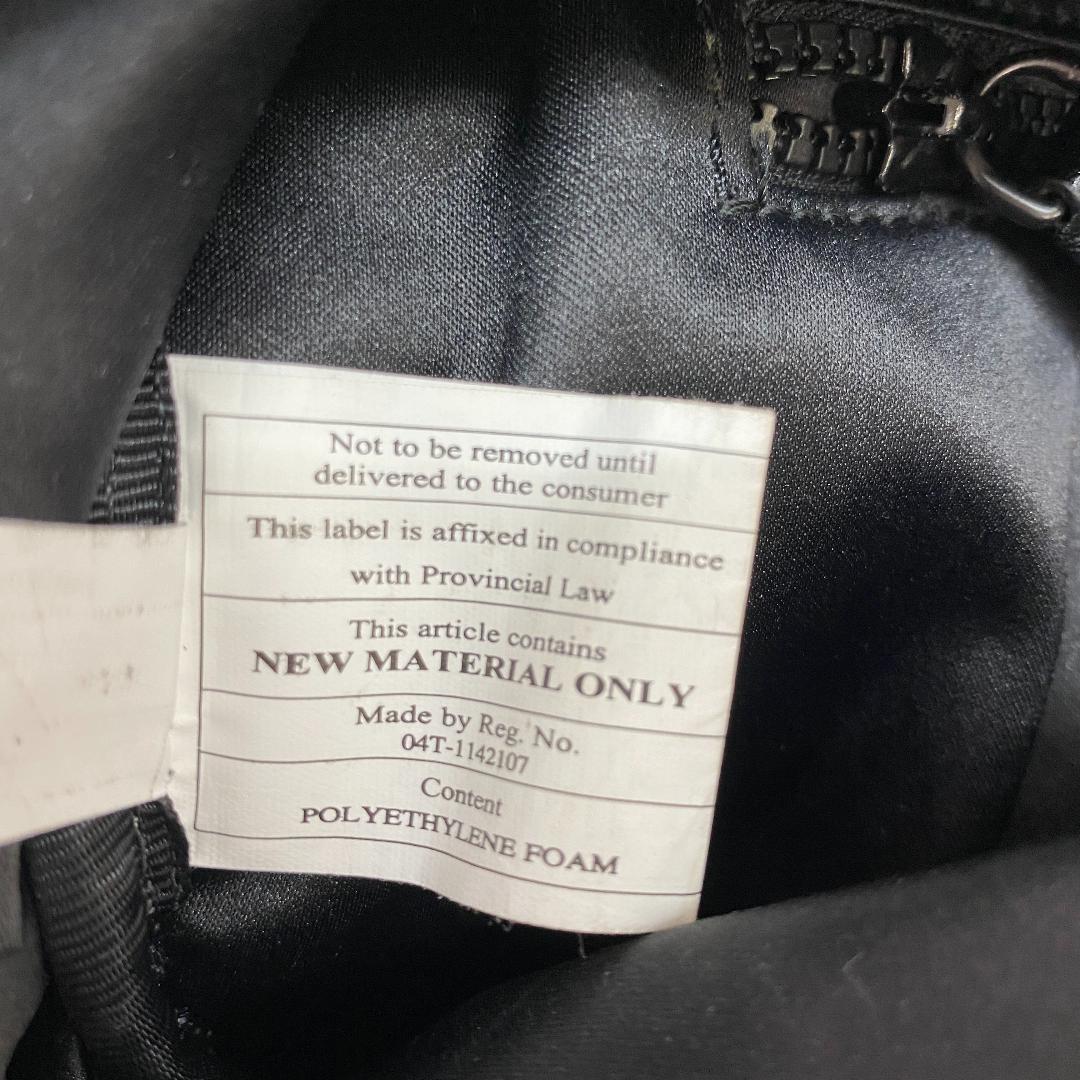 Not to be removed until
delivered to the consumer
This label is affixed in compliance
with Provincial Law
This article contains
NEW MATERIAL ONLY
Made by Reg. No.
04T-1142107
Content
POLYETHYLENE FOAM